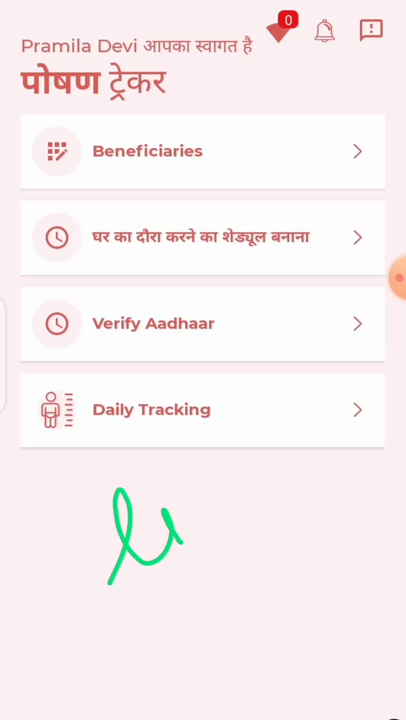 0
Pramila Devi आपका स्वागत है
पोषण ट्रेकर
Beneficiaries
घर का दौरा करने का शेड्यूल बनाना
Verify Aadhaar
Daily Tracking